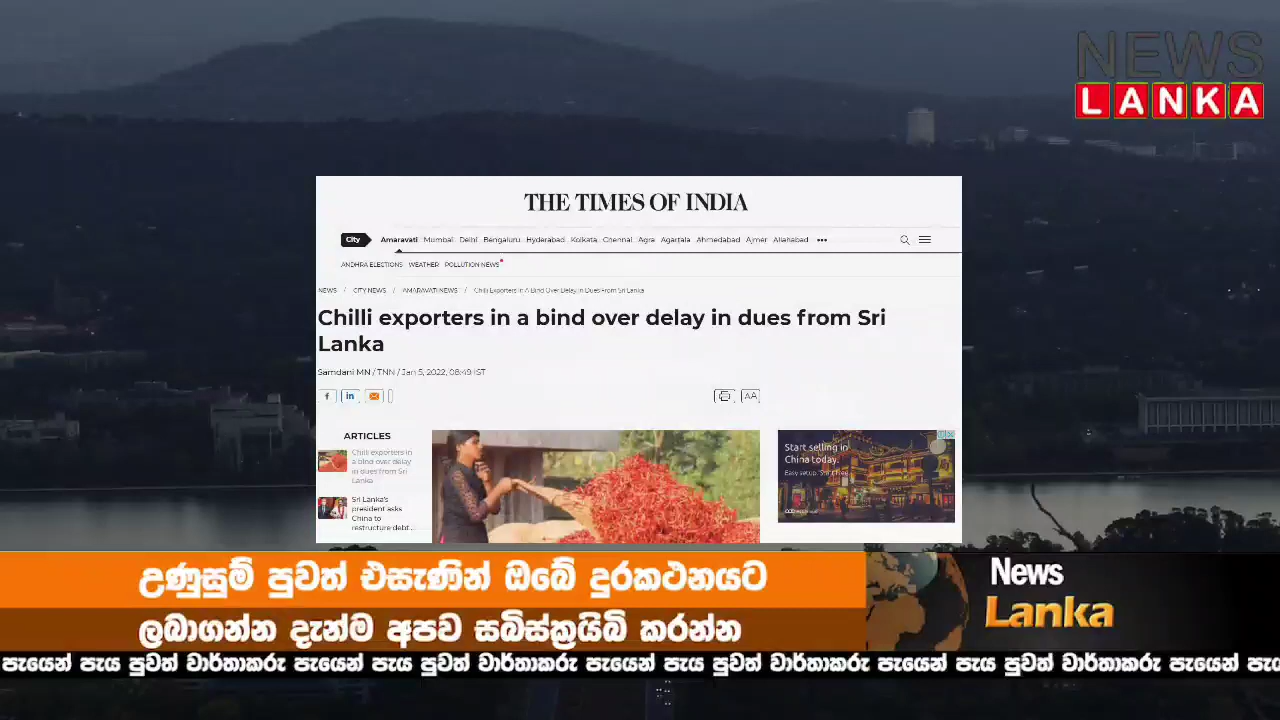 NEWS
LANKA
THE TIMES OF INDIA
City Amaravati Mumbai Delhi Bengaluru Hyderabad Kolkata Chennai Agra Agartala Ahmedabad Ajmer Allahabad •••
ANDHRA ELECTIONS WEATHER POLLUTION NEWS
NEWS / CITY NEWS / AMARAVATI NEWS / Chilli Exporters In A Bind Over Delay In Dues From Sri Lanka
Chilli exporters in a bind over delay in dues from Sri
Lanka
Samdani MN / TNN / Jan 5, 2022, 08:49 IST
f in AA
ARTICLES
Chilli exporters in
a bind over delay
in dues from Sri
Lanka
Sri Lanka's
president asks
China to
restructure debt...
Start selling in
China today.
Easy setup. Start free
උණුසුම් පුවත් එසැණින් ඔබේ දුරකථනයට
ලබාගන්න දැන්ම අපව සබ්ස්ක්‍රයිබ් කරන්න
News
Lanka
පැයෙන් පැය පුවත් වාර්තාකරු පැයෙන් පැය පුවත් වාර්තාකරු පැයෙන් පැය පුවත් වාර්තාකරු පැයෙන් පැය පුවත් වාර්තාකරු පැයෙන්